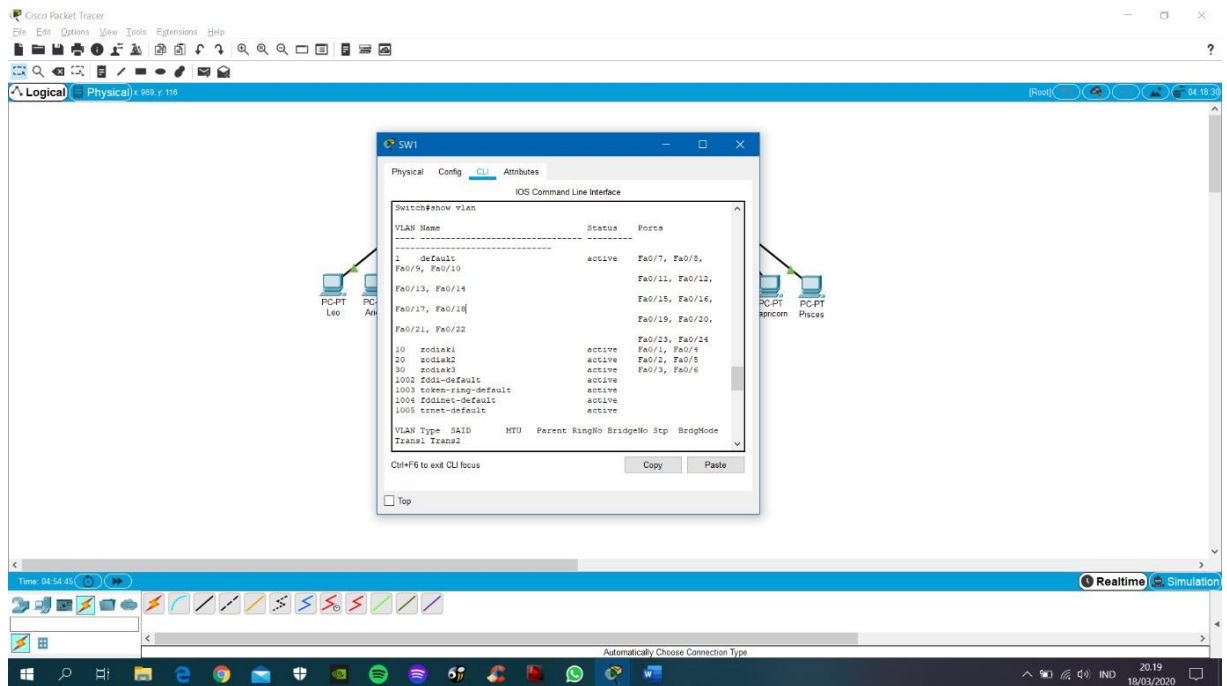 Cisco Packet Tracer
File Edit Options View Tools Extensions Help
?
Logical Physical x: 969, y: 116 [Root] 04:18:30
SW1
Physical Config CLI Attributes
IOS Command Line Interface
Switch#show vlan
VLAN Name Status Ports
---- -------------------------------- ---------
-------------------------------
1 default active Fa0/7, Fa0/8,
Fa0/9, Fa0/10
Fa0/11, Fa0/12,
Fa0/13, Fa0/14
Fa0/15, Fa0/16,
Fa0/17, Fa0/18
Fa0/19, Fa0/20,
Fa0/21, Fa0/22
Fa0/23, Fa0/24
10 zodiak1 active Fa0/1, Fa0/4
20 zodiak2 active Fa0/2, Fa0/5
30 zodiak3 active Fa0/3, Fa0/6
1002 fddi-default active
1003 token-ring-default active
1004 fddinet-default active
1005 trnet-default active
VLAN Type SAID MTU Parent RingNo BridgeNo Stp BrdgMode
Trans1 Trans2
Ctrl+F6 to exit CLI focus
Copy Paste
Top
PC-PT
Leo
PC-
Ari
C-PT
apricorn
PC-PT
Pisces
Time: 04:54:45
Realtime Simulation
Automatically Choose Connection Type
IND
20.19
18/03/2020